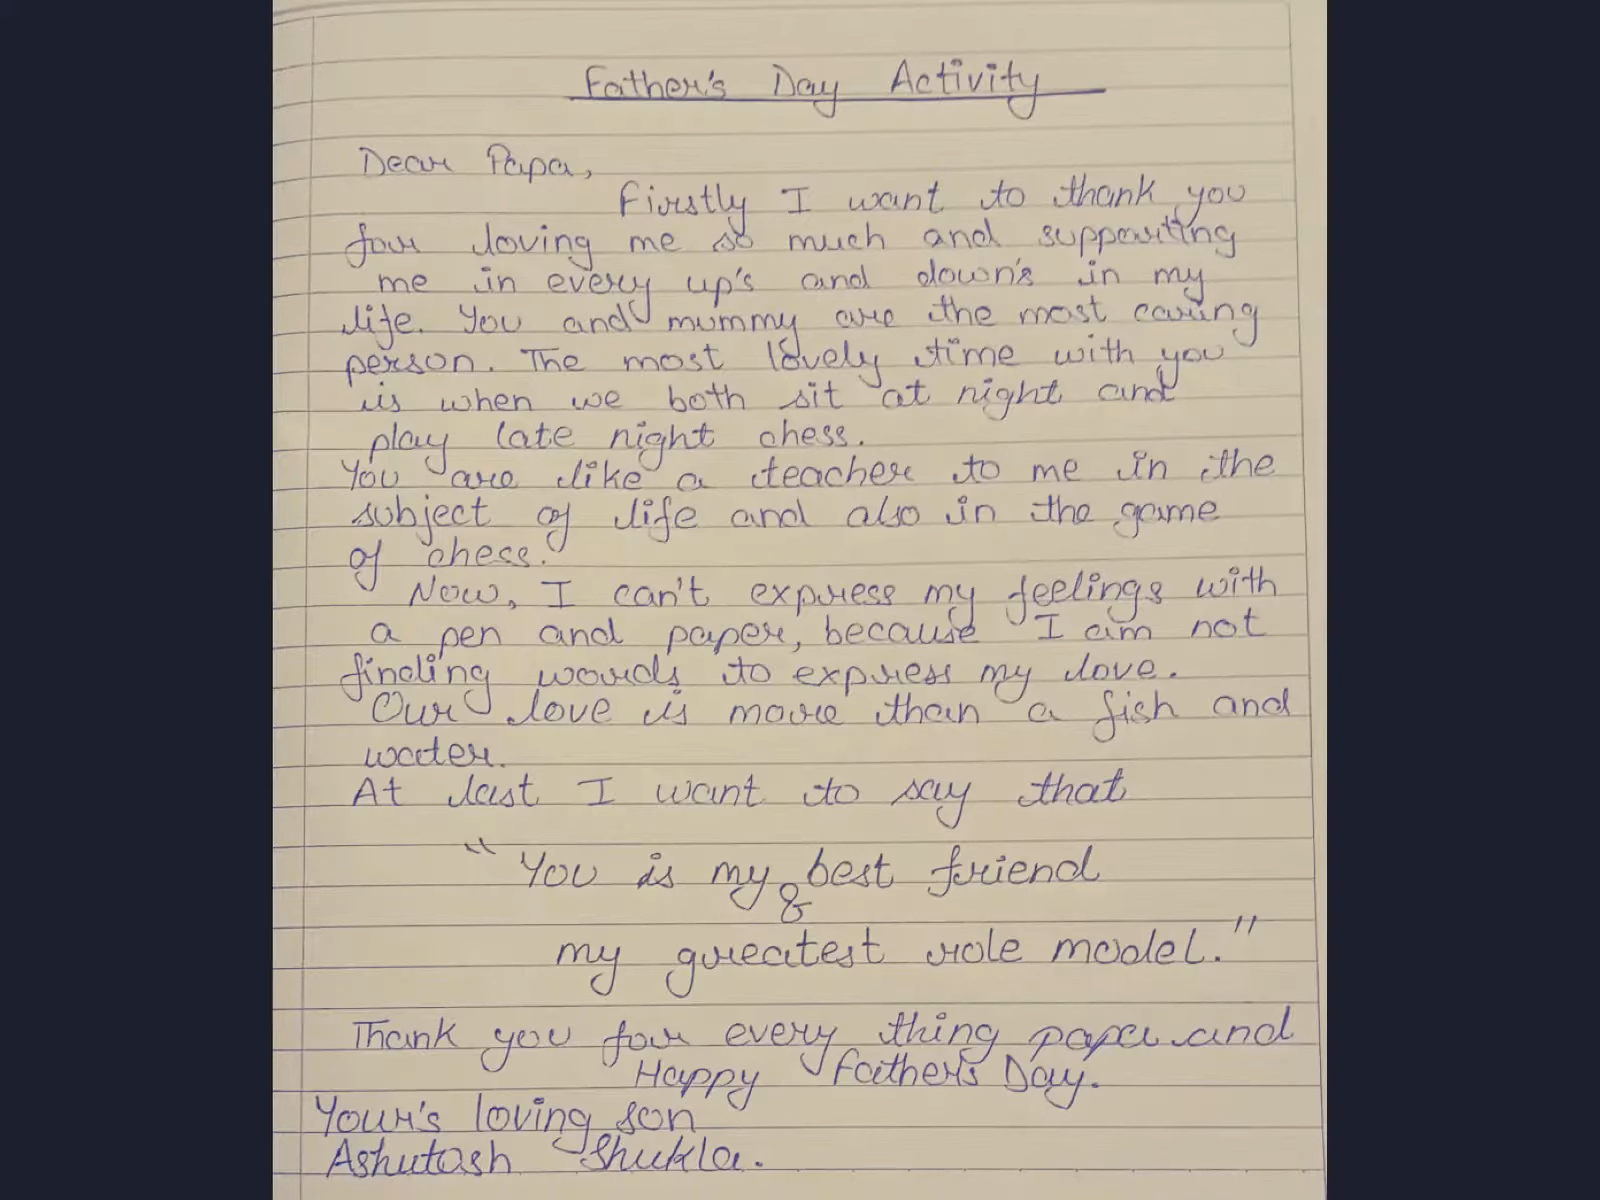 Father's Day Activity
Dear Papa,
Firstly I want to thank you
for loving me so much and supporting
me in every up's and down's in my
life. You and mummy are the most caring
person. The most lovely time with you
is when we both sit at night and
play late night chess.
You are like a teacher to me in the
subject of life and also in the game
of chess.
Now, I can't express my feelings with
a pen and paper, because I am not
finding words to express my love.
Our love is more than a fish and
water.
At last I want to say that
"You is my best friend
&
my greatest role model."
Thank you for every thing papa and
Happy Father's Day.
Your's loving son
Ashutosh Shukla.